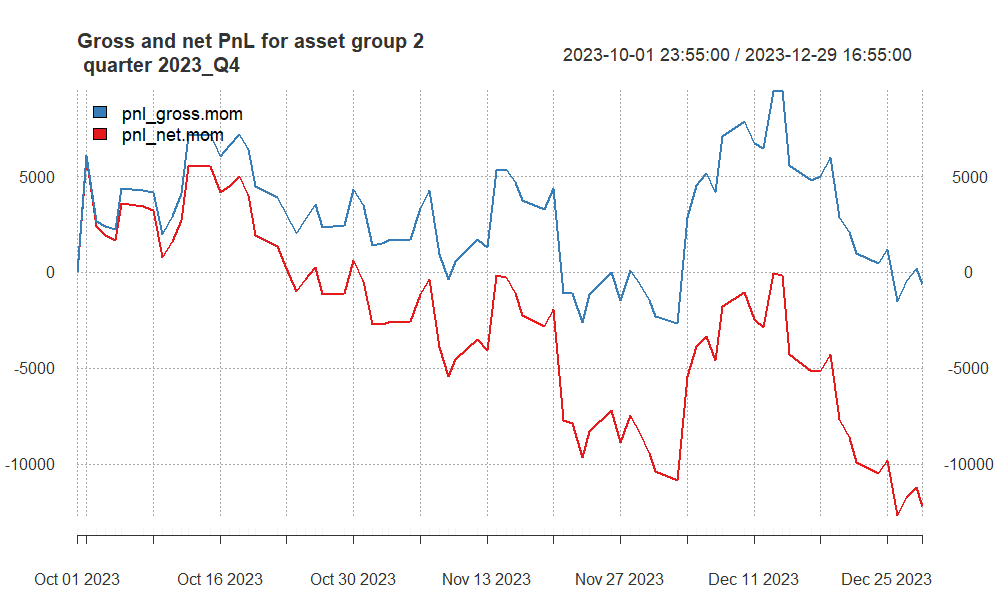 Gross and net PnL for asset group 2
quarter 2023_Q4
2023-10-01 23:55:00 / 2023-12-29 16:55:00
pnl_gross.mom
pnl_net.mom
5000 5000
0 0
-5000 -5000
-10000 -10000
Oct 01 2023 Oct 16 2023 Oct 30 2023 Nov 13 2023 Nov 27 2023 Dec 11 2023 Dec 25 2023